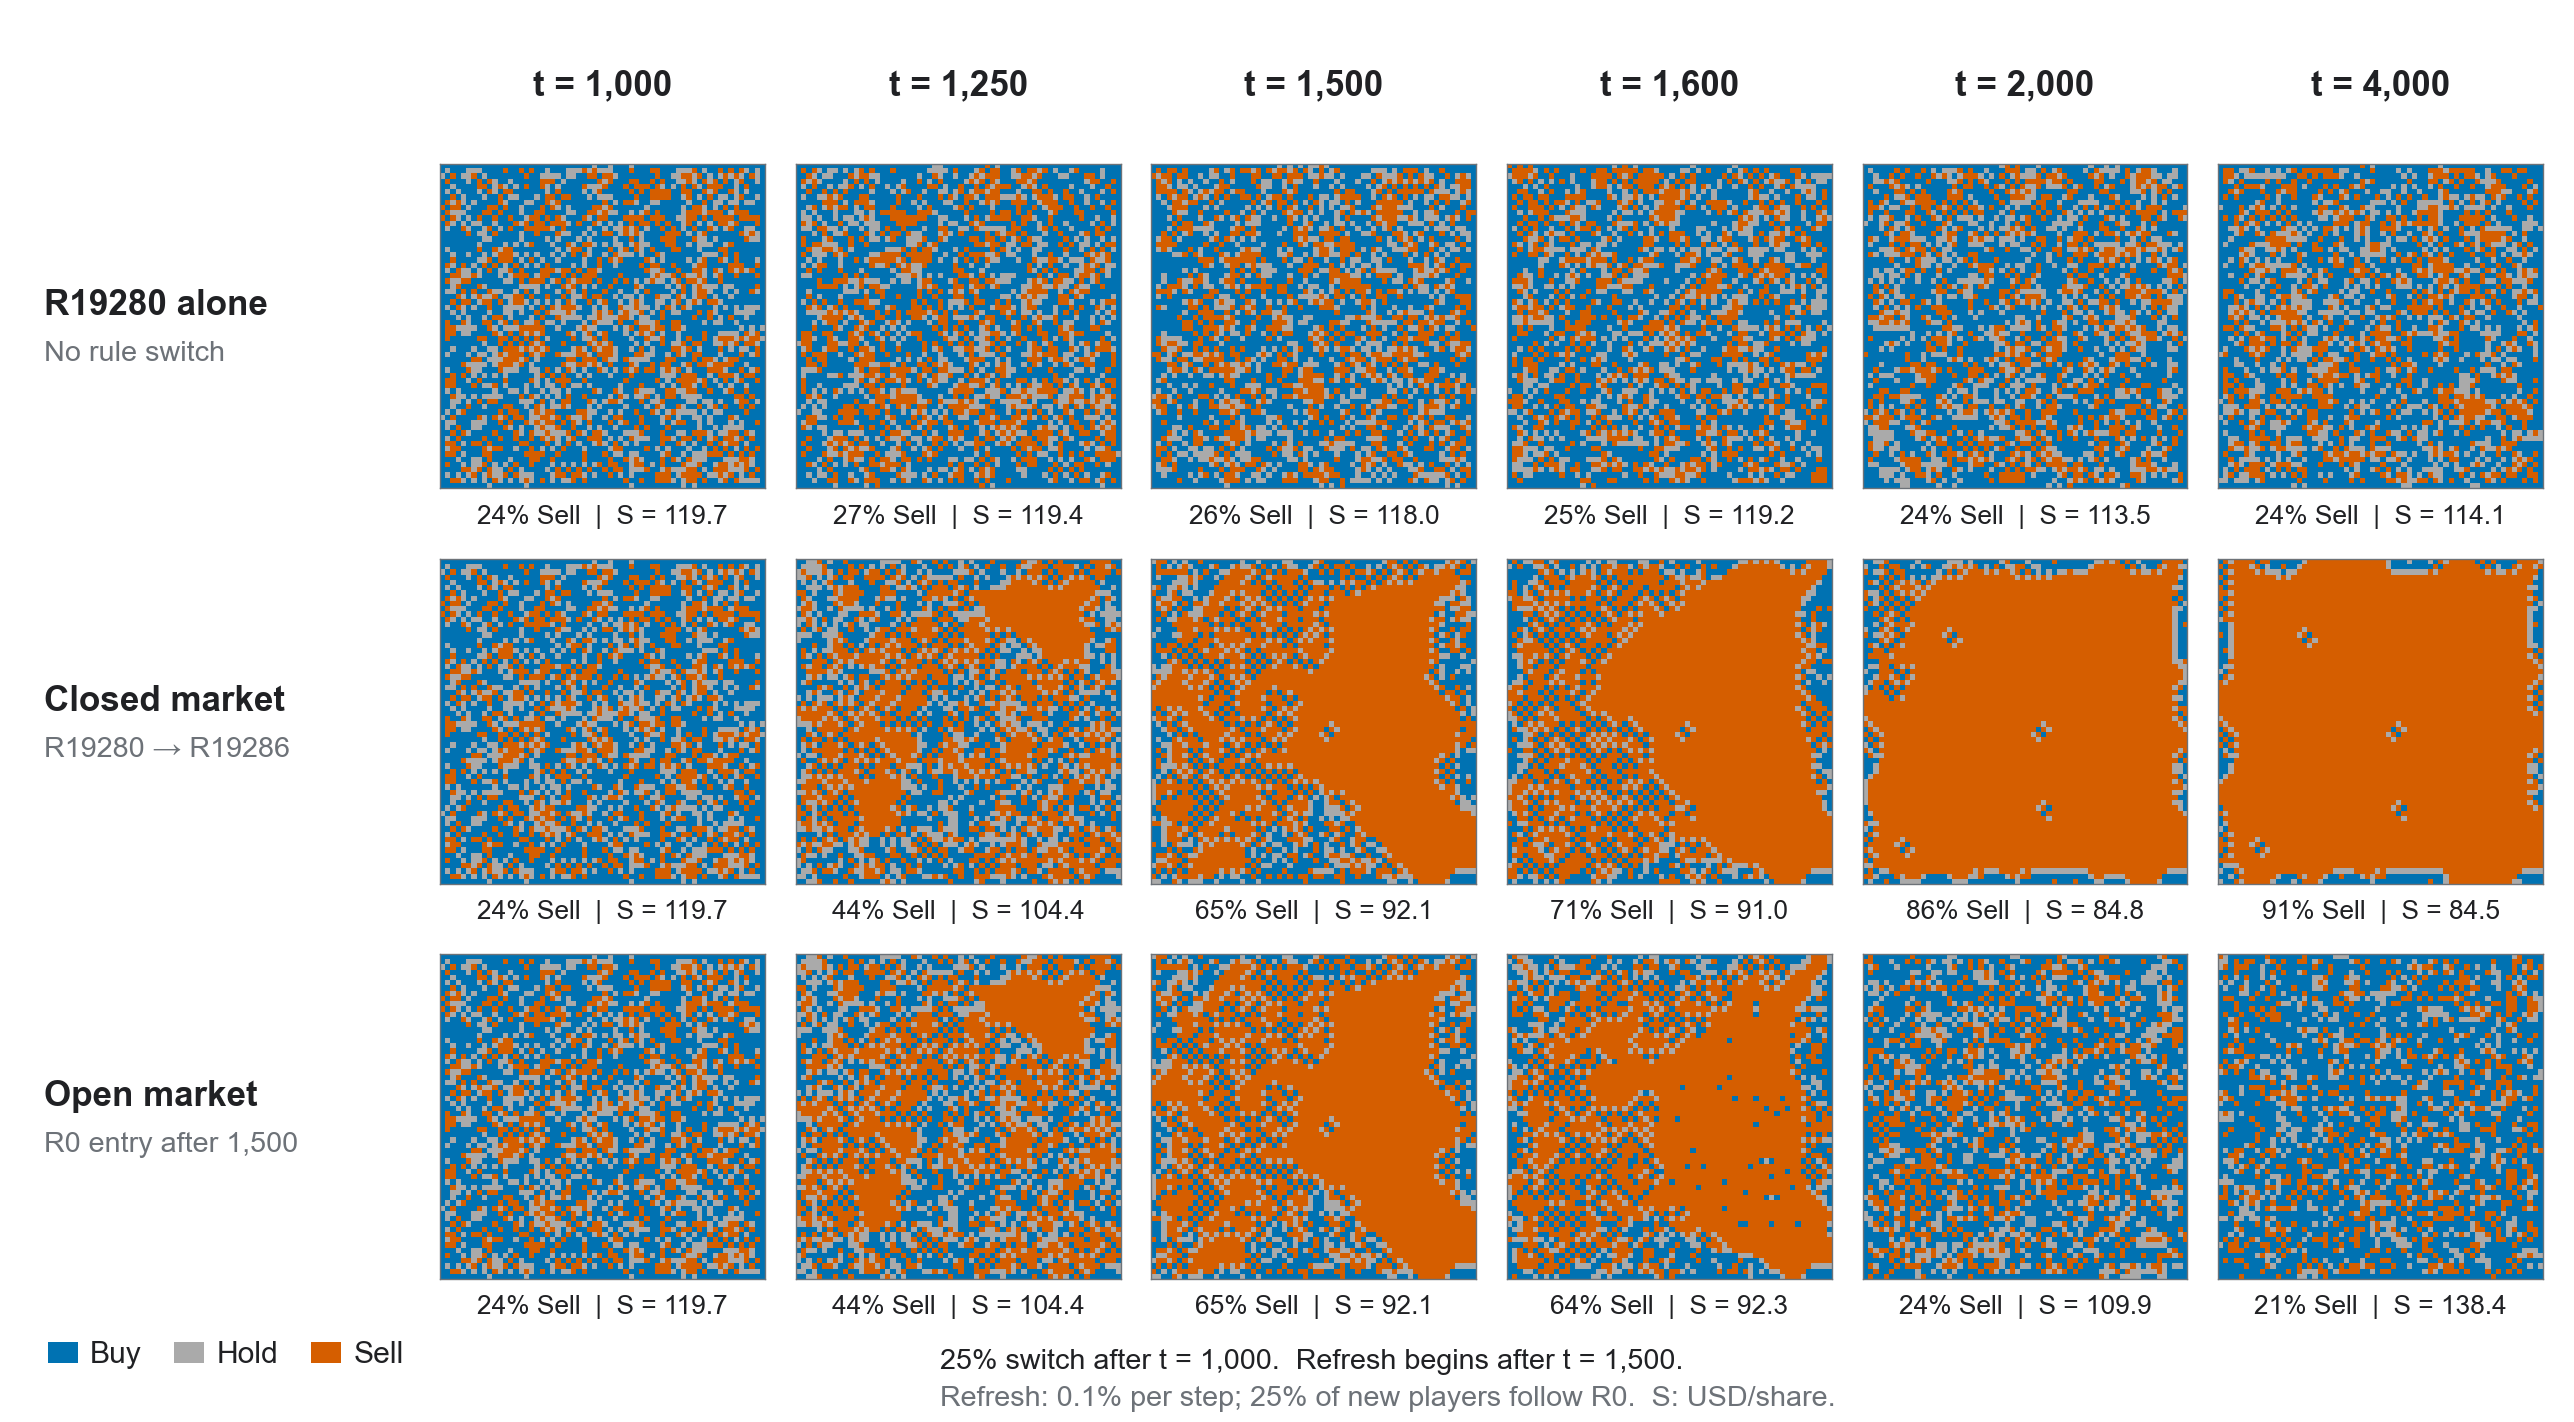 t = 1,000 t = 1,250 t = 1,500 t = 1,600 t = 2,000 t = 4,000
R19280 alone
No rule switch
24% Sell | S = 119.7 27% Sell | S = 119.4 26% Sell | S = 118.0 25% Sell | S = 119.2 24% Sell | S = 113.5 24% Sell | S = 114.1
Closed market
R19280 → R19286
24% Sell | S = 119.7 44% Sell | S = 104.4 65% Sell | S = 92.1 71% Sell | S = 91.0 86% Sell | S = 84.8 91% Sell | S = 84.5
Open market
R0 entry after 1,500
24% Sell | S = 119.7 44% Sell | S = 104.4 65% Sell | S = 92.1 64% Sell | S = 92.3 24% Sell | S = 109.9 21% Sell | S = 138.4
Buy Hold Sell
25% switch after t = 1,000. Refresh begins after t = 1,500.
Refresh: 0.1% per step; 25% of new players follow R0. S: USD/share.